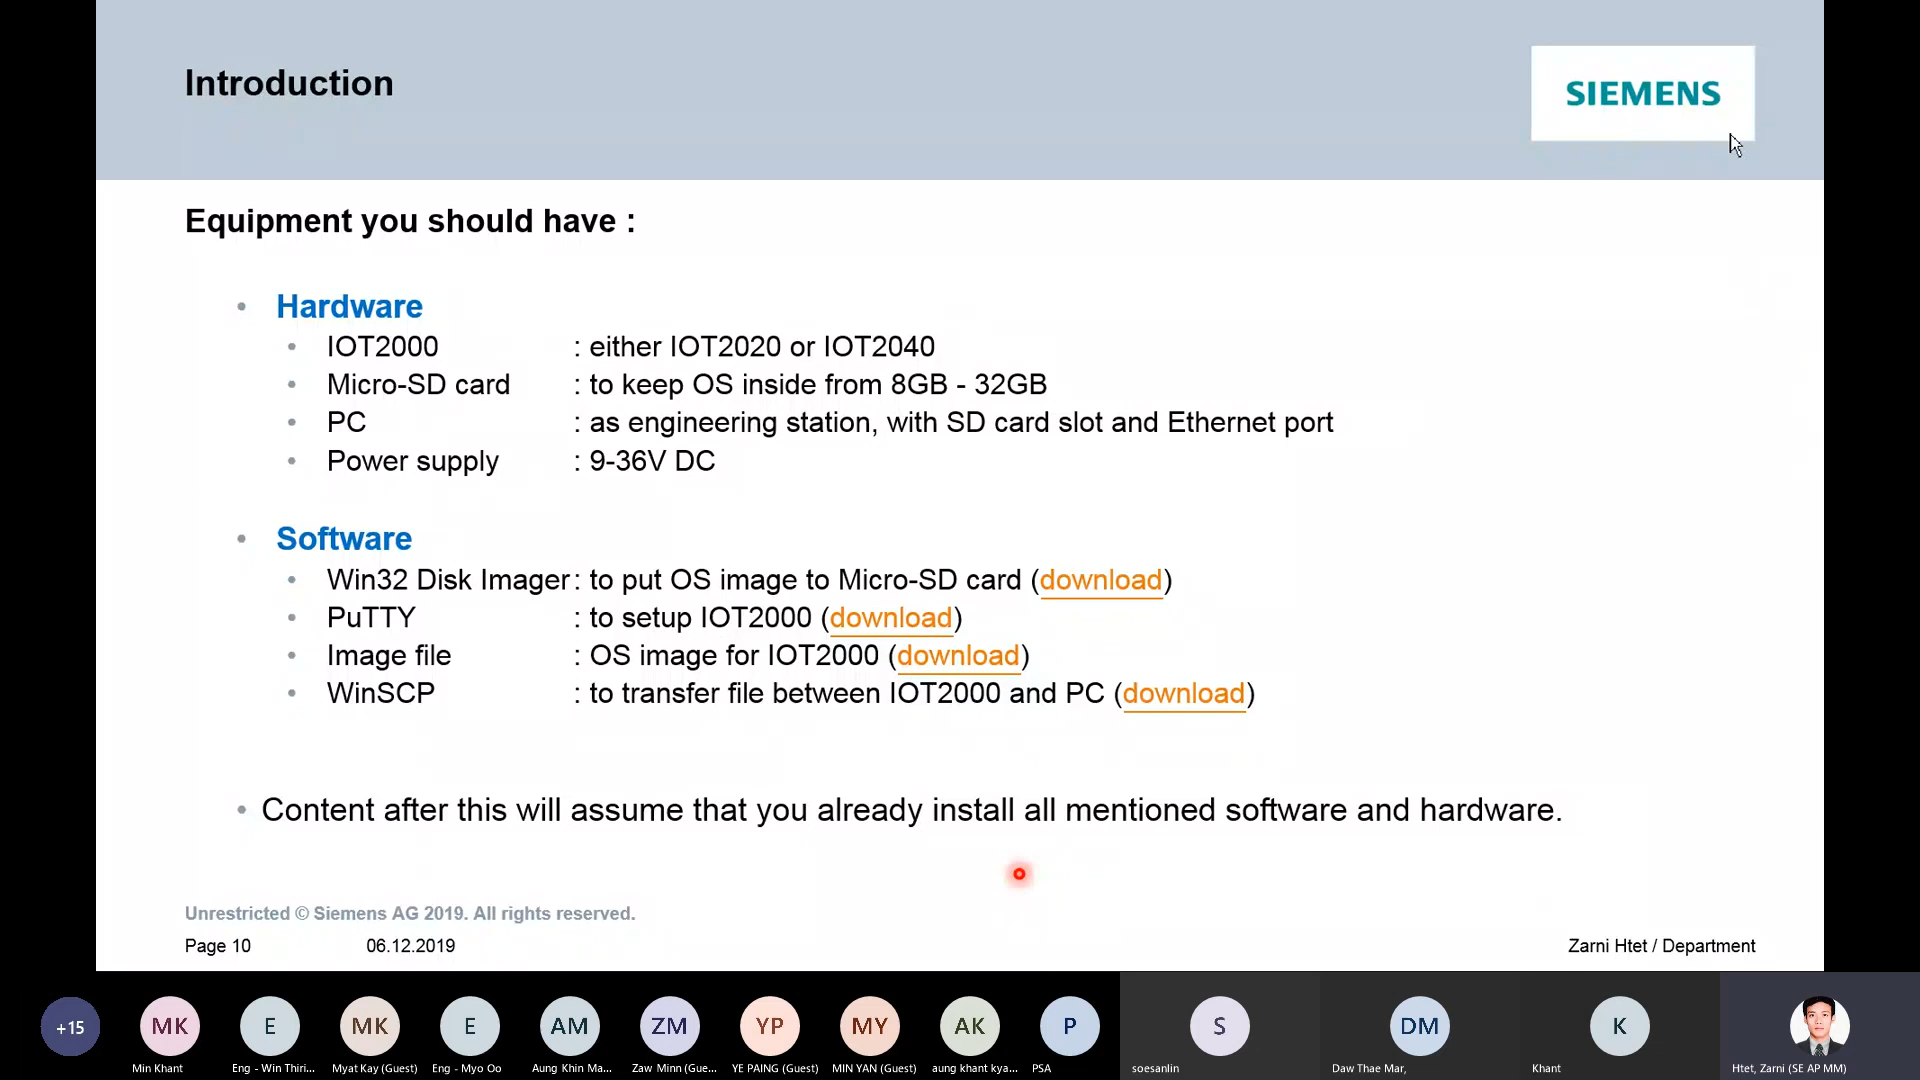 Introduction
SIEMENS
Equipment you should have :
• Hardware
• IOT2000 : either IOT2020 or IOT2040
• Micro-SD card : to keep OS inside from 8GB - 32GB
• PC : as engineering station, with SD card slot and Ethernet port
• Power supply : 9-36V DC
• Software
• Win32 Disk Imager : to put OS image to Micro-SD card (download)
• PuTTY : to setup IOT2000 (download)
• Image file : OS image for IOT2000 (download)
• WinSCP : to transfer file between IOT2000 and PC (download)
• Content after this will assume that you already install all mentioned software and hardware.
Unrestricted © Siemens AG 2019. All rights reserved.
Page 10 06.12.2019 Zarni Htet / Department
+15 MK E MK E AM ZM YP MY AK P S DM K
Min Khant Eng - Win Thiri... Myat Kay (Guest) Eng - Myo Oo Aung Khin Ma... Zaw Minn (Gue... YE PAING (Guest) MIN YAN (Guest) aung khant kya... PSA soesanlin Daw Thae Mar, Khant Htet, Zarni (SE AP MM)